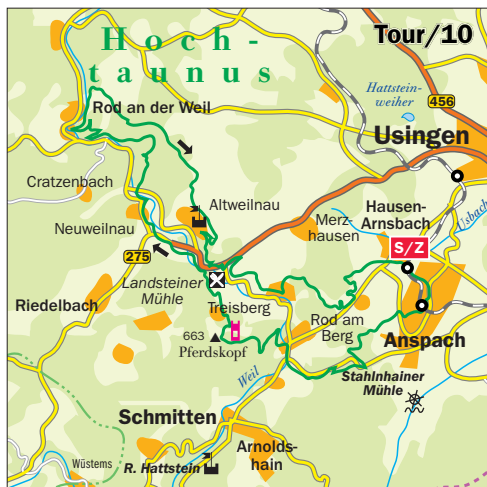 Tour/10
Hoch-
taunus
Hattstein-
weiher
456
Rod an der Weil
Usingen
Cratzenbach
Altweilnau
Hausen-
Arnsbach
Usbach
Merz-
hausen
Neuweilnau
S/Z
275
Landsteiner
Mühle
Riedelbach
Treisberg
Rod am
Berg
663
Pferdskopf
Anspach
Weil
Stahlnhainer
Mühle
Schmitten
Arnolds-
hain
Wüstems
R. Hattstein